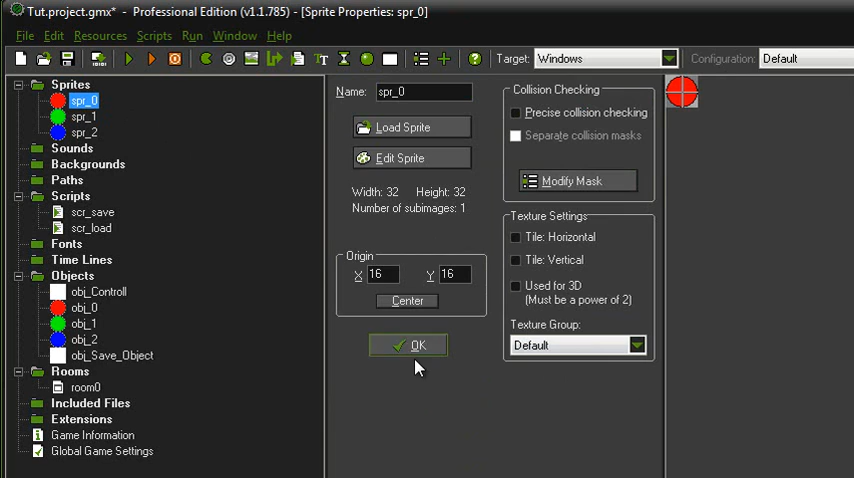 Tut.project.gmx* - Professional Edition (v1.1.785) - [Sprite Properties: spr_0]
File Edit Resources Scripts Run Window Help
Target: Windows Configuration: Default
Sprites
spr_0
spr_1
spr_2
Sounds
Backgrounds
Paths
Scripts
scr_save
scr_load
Fonts
Time Lines
Objects
obj_Controll
obj_0
obj_1
obj_2
obj_Save_Object
Rooms
room0
Included Files
Extensions
Game Information
Global Game Settings
Name: spr_0
Load Sprite
Edit Sprite
Width: 32 Height: 32
Number of subimages: 1
Origin
X 16 Y 16
Center
OK
Collision Checking
Precise collision checking
Separate collision masks
Modify Mask
Texture Settings
Tile: Horizontal
Tile: Vertical
Used for 3D
(Must be a power of 2)
Texture Group:
Default